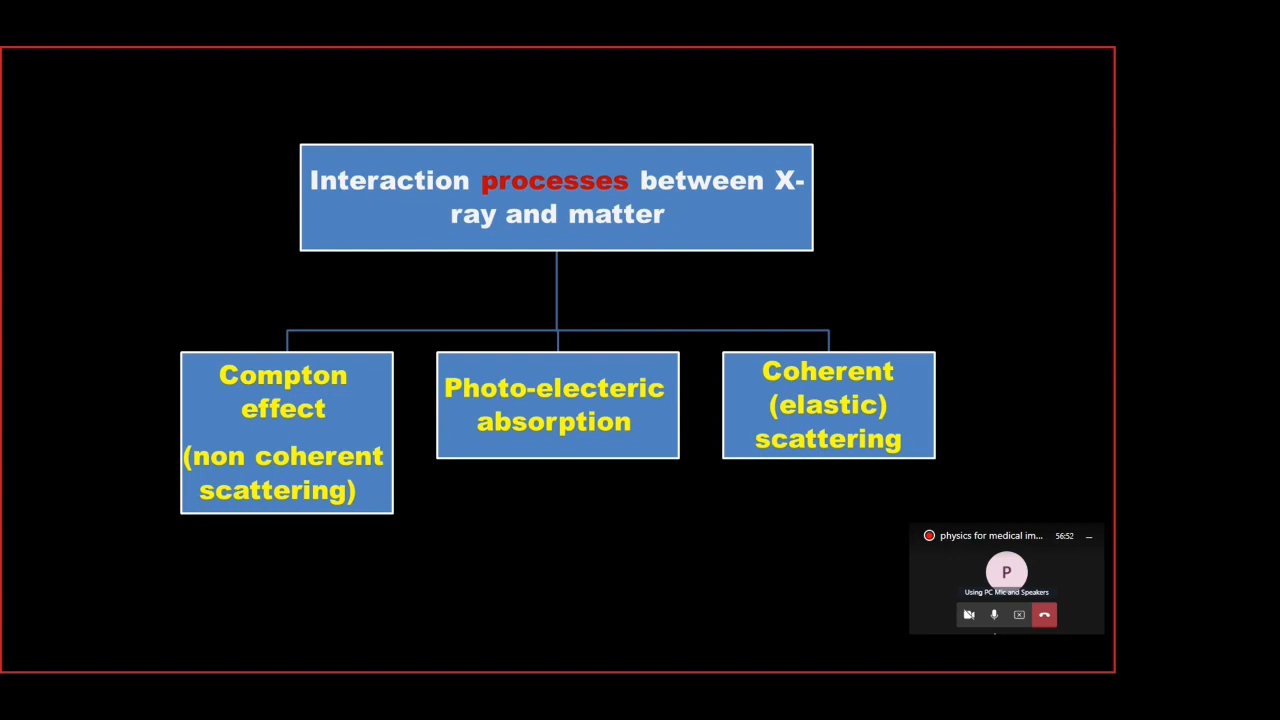 Interaction processes between X-
ray and matter
Compton
effect
(non coherent
scattering)
Photo-electeric
absorption
Coherent
(elastic)
scattering
physics for medical im... 56:52
P
Using PC Mic and Speakers